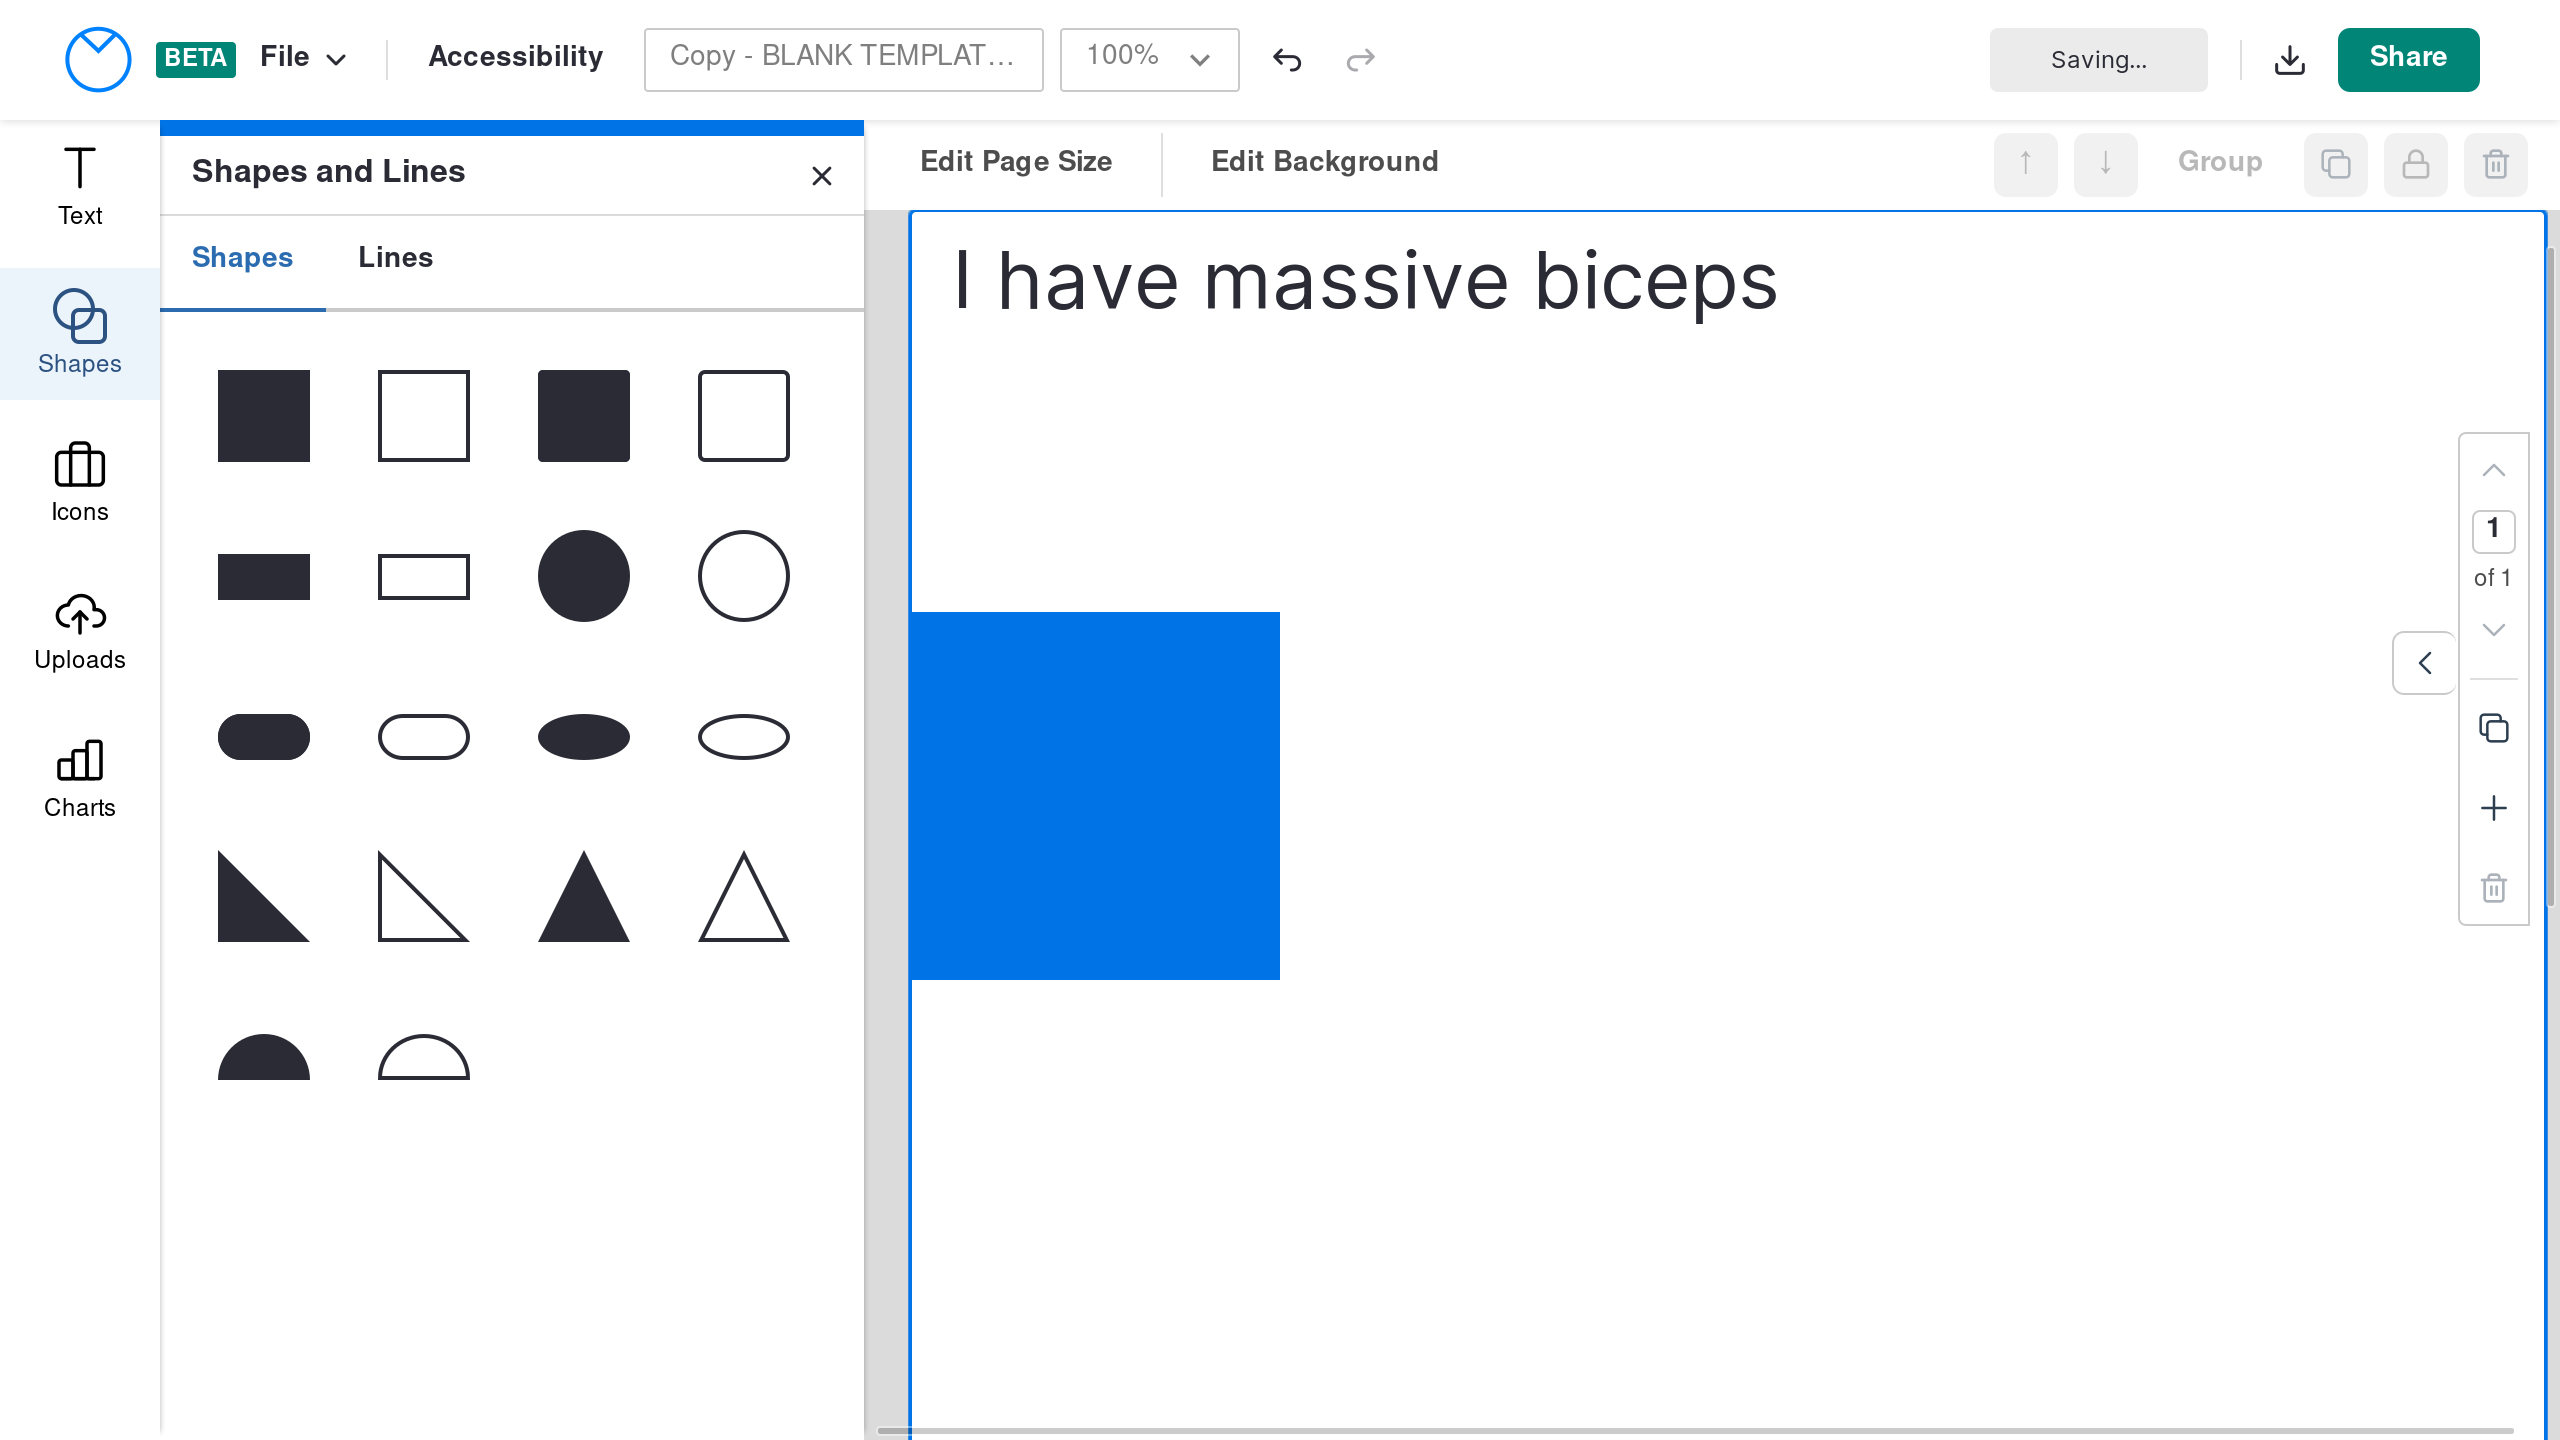 BETA
File
Accessibility
Copy - BLANK TEMPLAT...
100%
Saving...
Share
Text
Shapes
Icons
Uploads
Charts
Shapes and Lines
Shapes
Lines
Edit Page Size
Edit Background
Group
I have massive biceps
1
of 1